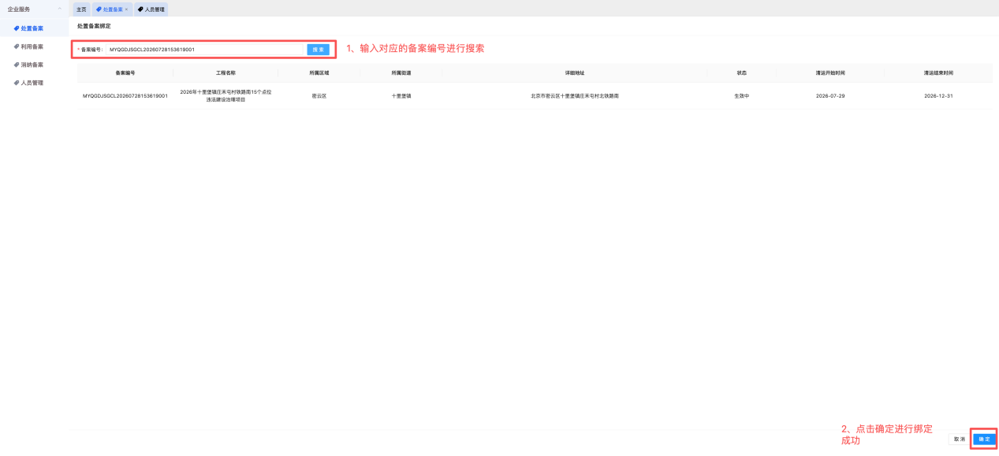 企业服务
主页
处置备案 ×
人员管理
处置备案
利用备案
消纳备案
人员管理
处置备案绑定
* 备案编号: MYQGDJSGCL20260728153619001 搜 索
1、输入对应的备案编号进行搜索
备案编号 工程名称 所属区域 所属街道 详细地址 状态 清运开始时间 清运结束时间
MYQGDJSGCL20260728153619001 2026年十里堡镇庄禾屯村铁路南15个点位 密云区 十里堡镇 北京市密云区十里堡镇庄禾屯村北铁路南 生效中 2026-07-29 2026-12-31
违法建设治理项目
2、点击确定进行绑定
成功
取 消 确 定